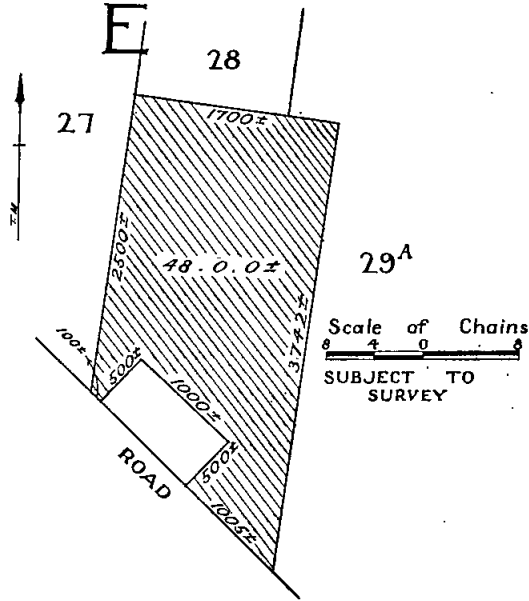 E
28
27
1700±
T.M.
2500±
48.0.0±
29A
3742±
Scale of Chains
8 4 0 8
SUBJECT TO
SURVEY
100±
500±
1000±
500±
ROAD
1005±